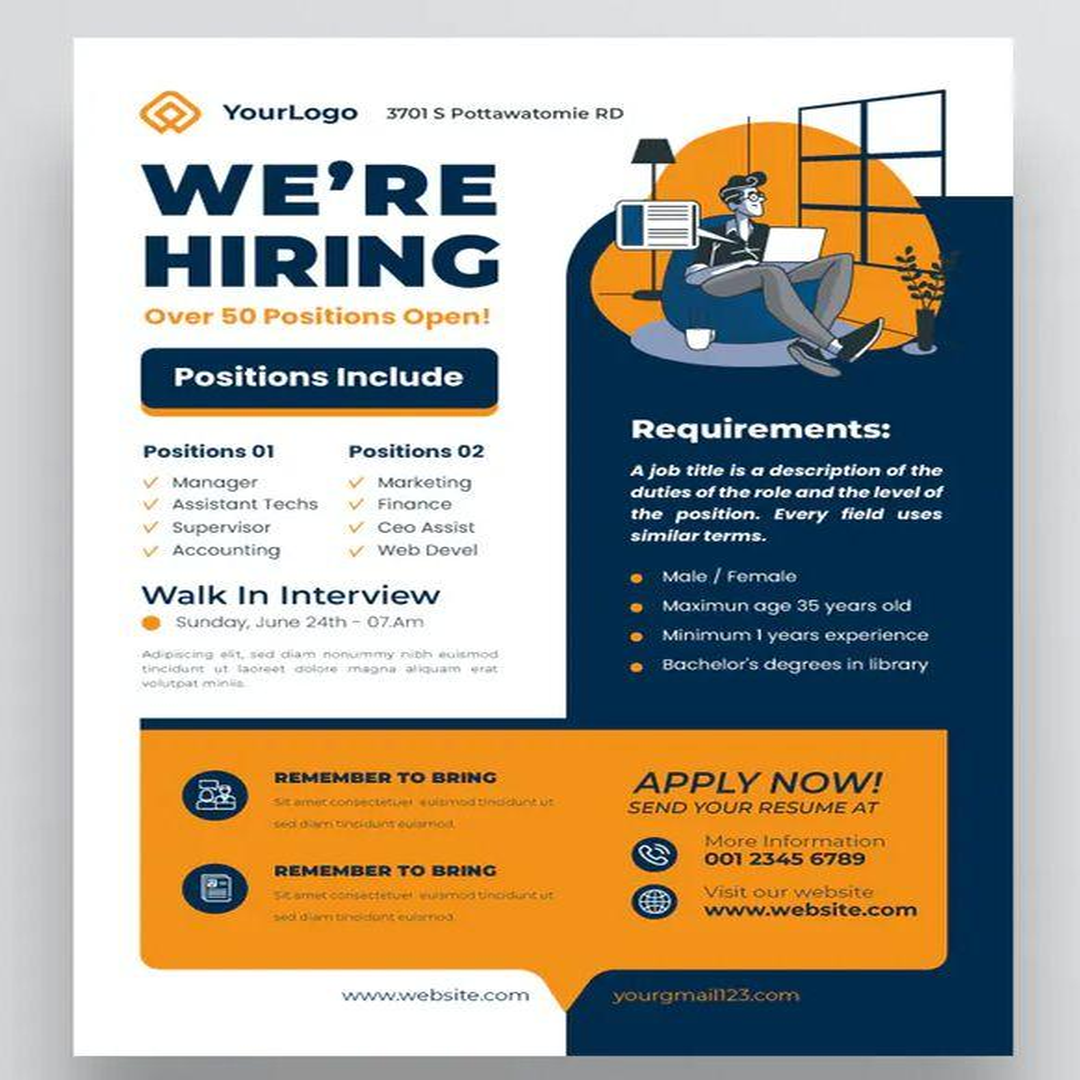 YourLogo 3701 S Pottawatomie RD
WE’RE
HIRING
Over 50 Positions Open!
Positions Include
Positions 01
Manager
Assistant Techs
Supervisor
Accounting
Positions 02
Marketing
Finance
Ceo Assist
Web Devel
Walk In Interview
Sunday, June 24th - 07.Am
Adipiscing elit, sed diam nonummy nibh euismod
tincidunt ut laoreet dolore magna aliquam erat
volutpat miniis.
Requirements:
A job title is a description of the
duties of the role and the level of
the position. Every field uses
similar terms.
Male / Female
Maximun age 35 years old
Minimum 1 years experience
Bachelor's degrees in library
REMEMBER TO BRING
Sit amet consectetuer euismod tincidunt ut
sed diam tincidunt euismod.
REMEMBER TO BRING
Sit amet consectetuer euismod tincidunt ut
sed diam tincidunt euismod.
APPLY NOW!
SEND YOUR RESUME AT
More Information
001 2345 6789
Visit our website
www.website.com
www.website.com
yourgmail123.com